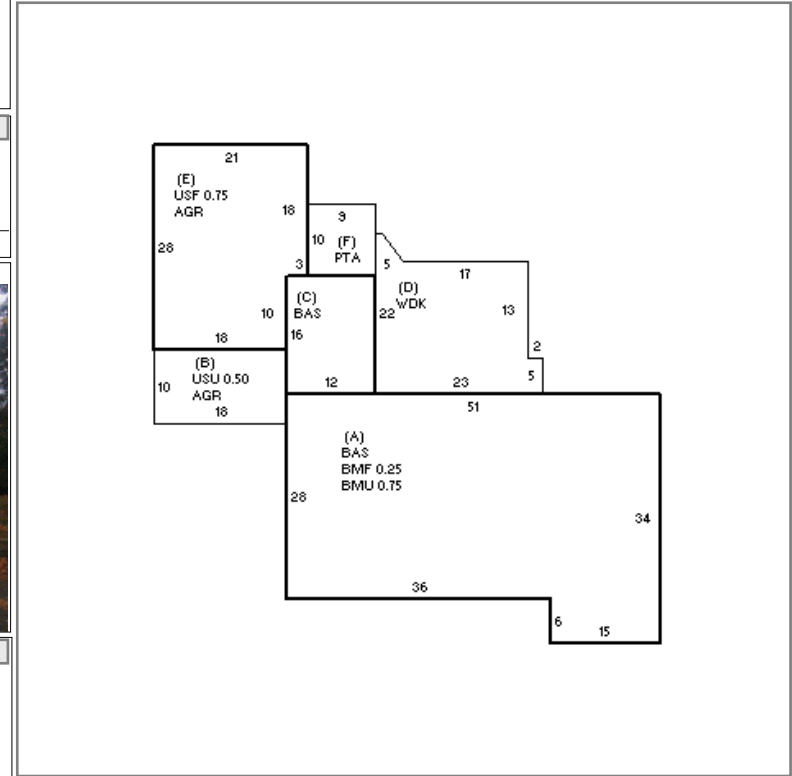 21
(E)
USF 0.75
AGR
18
28
9
10
(F)
PTA
3
5
17
(D)
WDK
13
(C)
BAS
10
16
22
18
2
(B)
USU 0.50
AGR
10
18
12
23
5
51
(A)
BAS
BMF 0.25
BMU 0.75
28
34
36
6
15